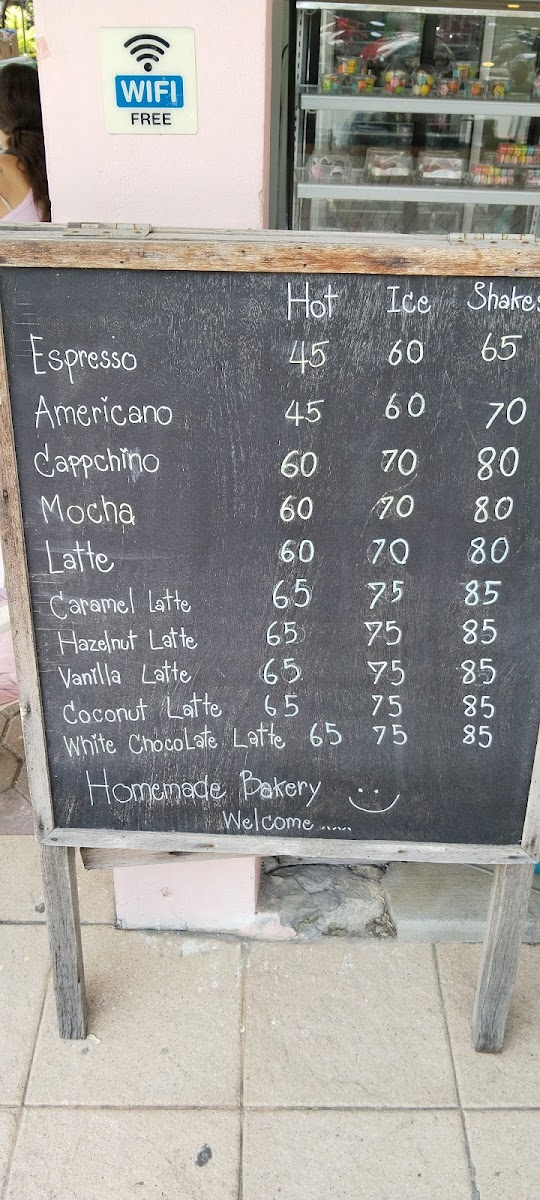 WIFI
FREE
Hot Ice Shakes
Espresso 45 60 65
Americano 45 60 70
Cappchino 60 70 80
Mocha 60 70 80
Latte 60 70 80
Caramel Latte 65 75 85
Hazelnut Latte 65 75 85
Vanilla Latte 65 75 85
Coconut Latte 65 75 85
White Chocolate Latte 65 75 85
Homemade Bakery
Welcome